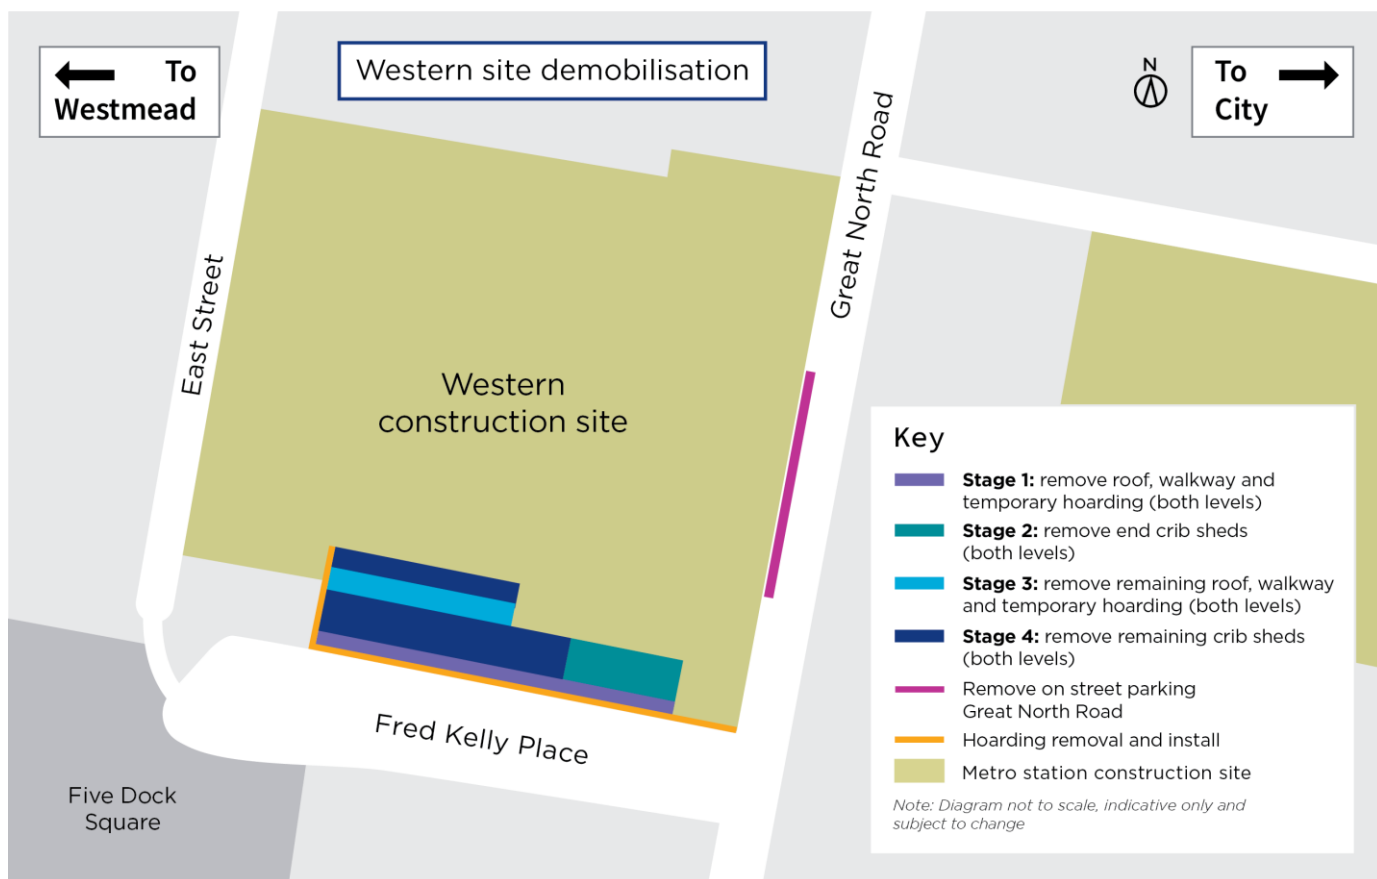 To
Westmead
Western site demobilisation
N
To
City
Great North Road
East Street
Western
construction site
Key
Stage 1: remove roof, walkway and
temporary hoarding (both levels)
Stage 2: remove end crib sheds
(both levels)
Stage 3: remove remaining roof, walkway
and temporary hoarding (both levels)
Stage 4: remove remaining crib sheds
(both levels)
Remove on street parking
Great North Road
Hoarding removal and install
Metro station construction site
Note: Diagram not to scale, indicative only and
subject to change
Fred Kelly Place
Five Dock
Square